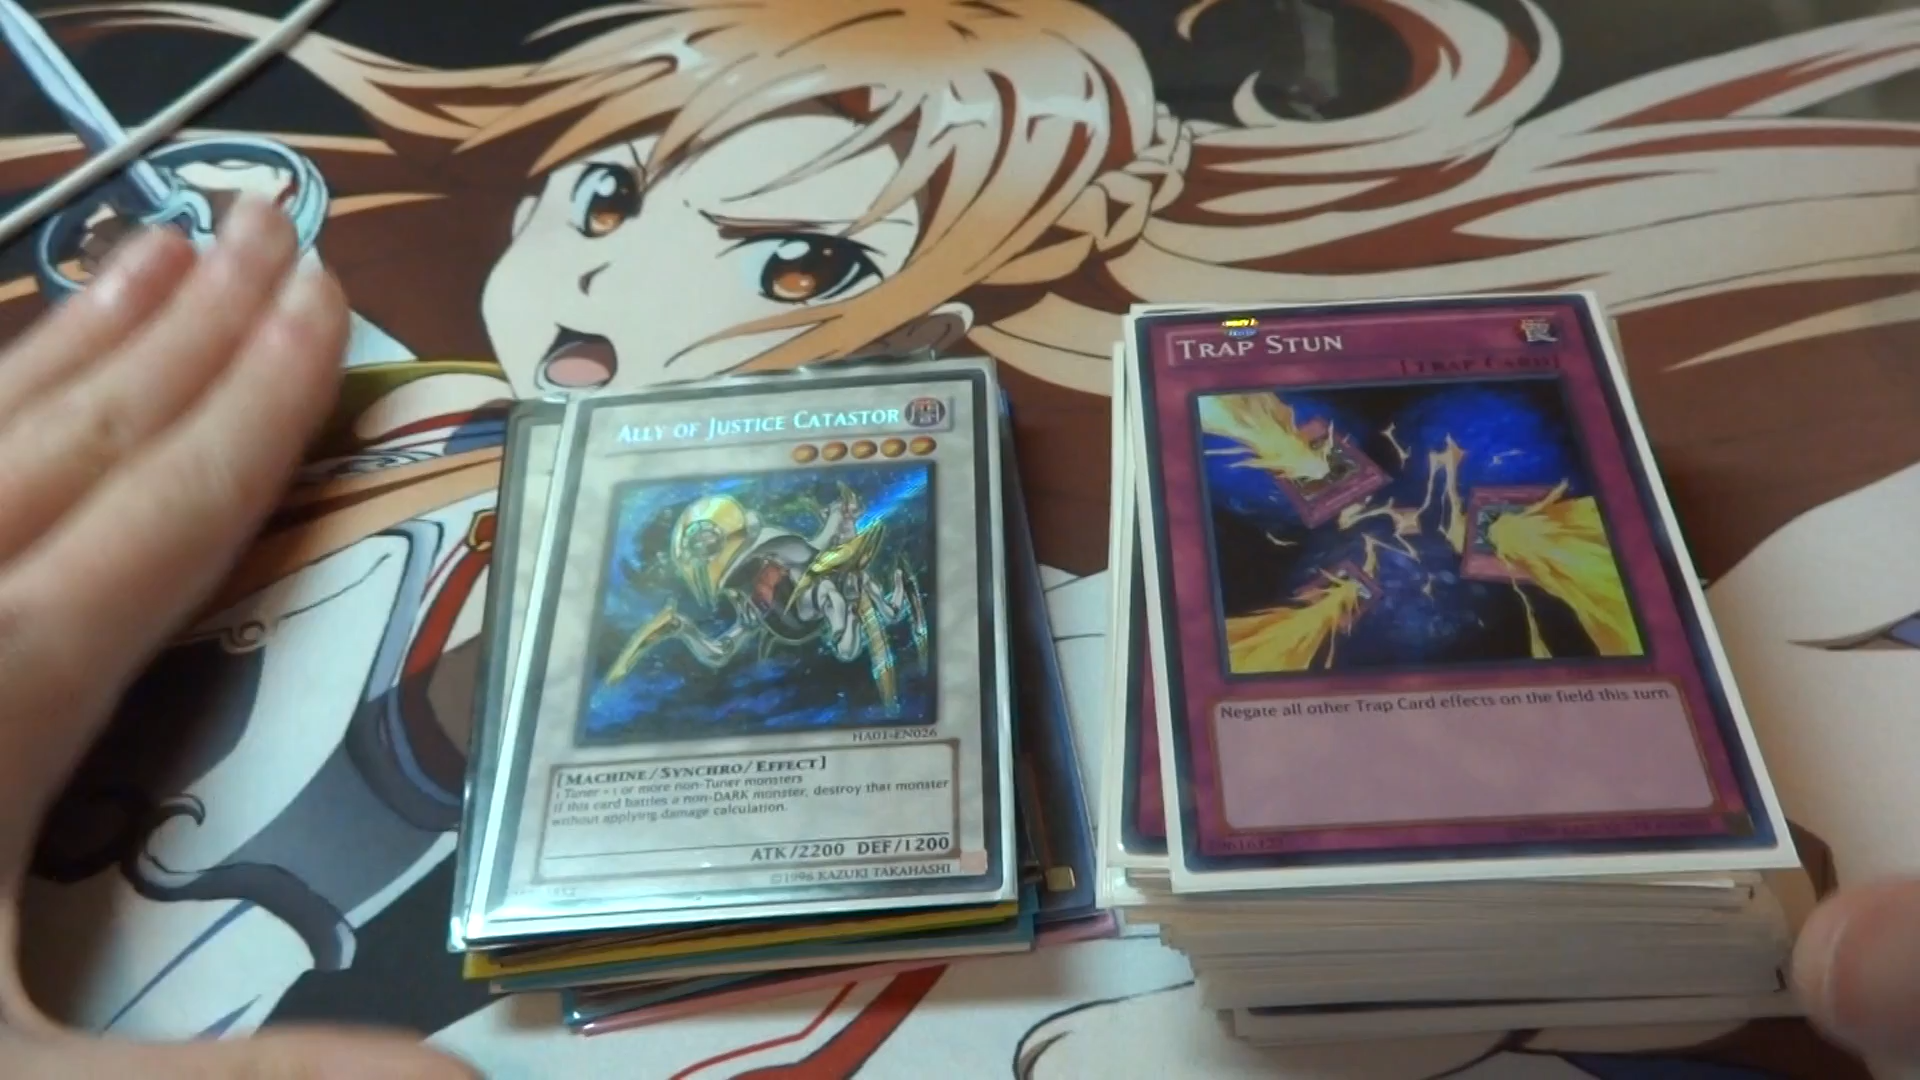 ALLY OF JUSTICE CATASTOR
HA01-EN026
[MACHINE/SYNCHRO/EFFECT]
1 Tuner + 1 or more non-Tuner monsters
If this card battles a non-DARK monster, destroy that monster
without applying damage calculation.
ATK/2200 DEF/1200
©1996 KAZUKI TAKAHASHI
TRAP STUN
[TRAP CARD]
Negate all other Trap Card effects on the field this turn.